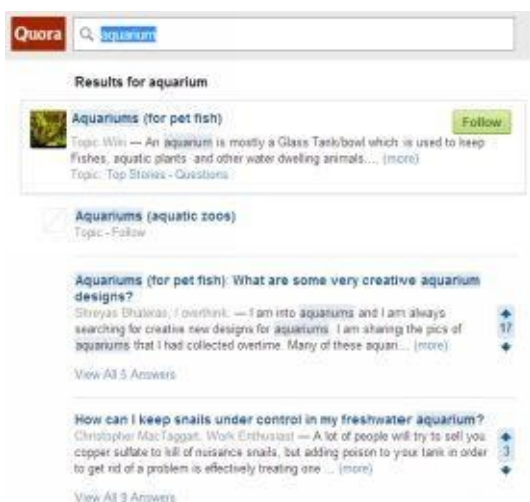 Quora
aquarium
Results for aquarium
Aquariums (for pet fish)
Follow
Topic Wiki — An aquarium is mostly a Glass Tank/bowl which is used to keep
Fishes, aquatic plants and other water dwelling animals.... (more)
Topic: Top Stories - Questions
Aquariums (aquatic zoos)
Topic - Follow
Aquariums (for pet fish): What are some very creative aquarium
designs?
Shreyas Bhateras, I overthink. — I am into aquariums and I am always
searching for creative new designs for aquariums. I am sharing the pics of
17
aquariums that I had collected overtime. Many of these aquari... (more)
View All 5 Answers
How can I keep snails under control in my freshwater aquarium?
Christopher MacTaggart, Work Enthusiast — A lot of people will try to sell you
copper sulfate to kill of nuisance snails, but adding poison to your tank in order
3
to get rid of a problem is effectively treating one ... (more)
View All 9 Answers